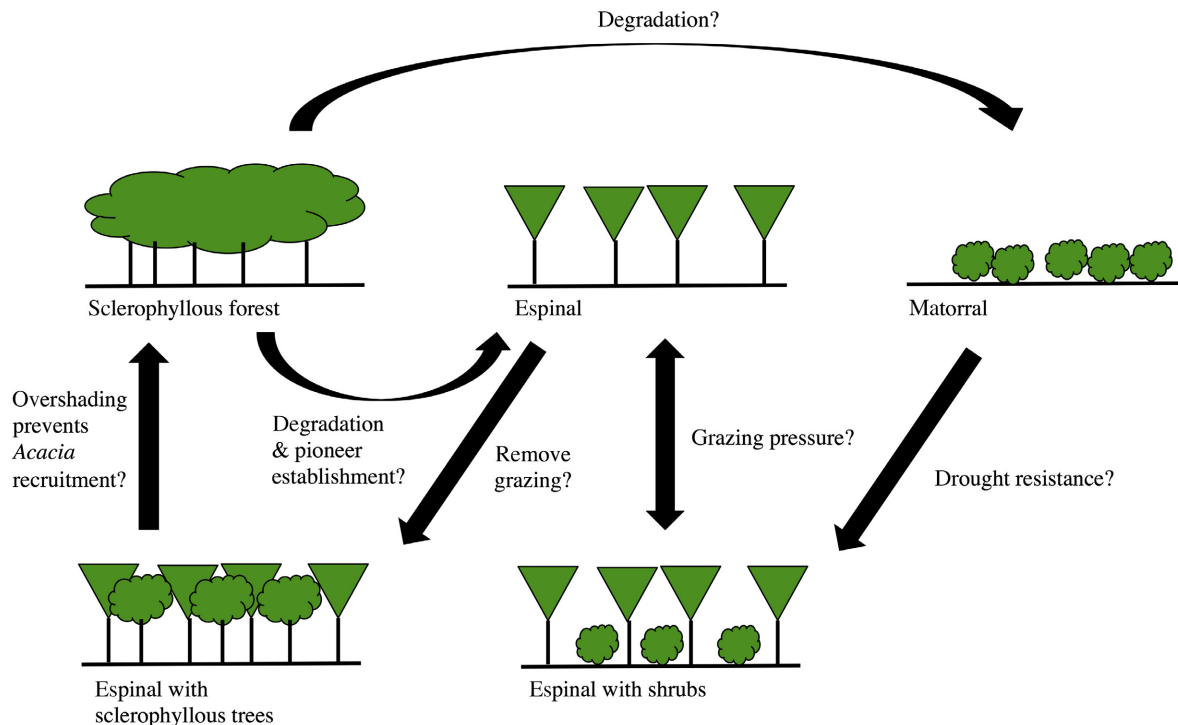 Degradation?
Sclerophyllous forest
Espinal
Matorral
Overshading
prevents
Acacia
recruitment?
Degradation
& pioneer
establishment?
Remove
grazing?
Grazing pressure?
Drought resistance?
Espinal with
sclerophyllous trees
Espinal with shrubs